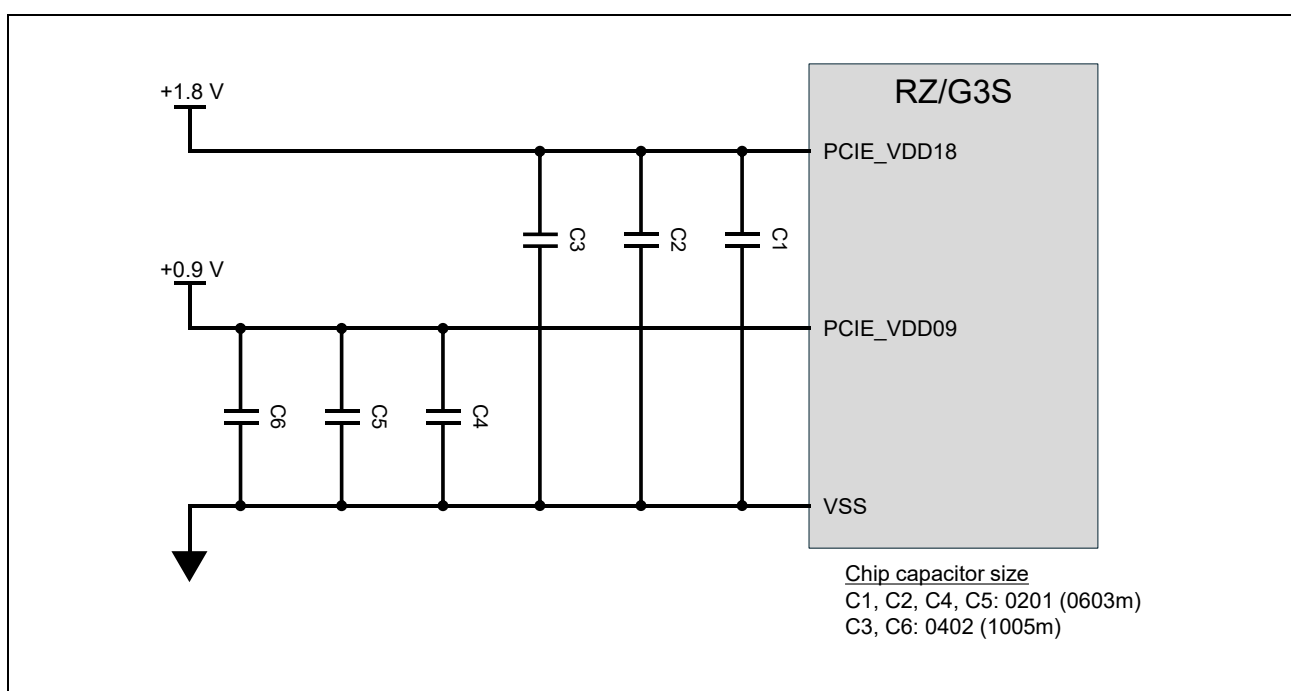 +1.8 V
RZ/G3S
PCIE_VDD18
C3
C2
C1
+0.9 V
PCIE_VDD09
C6
C5
C4
VSS
Chip capacitor size
C1, C2, C4, C5: 0201 (0603m)
C3, C6: 0402 (1005m)